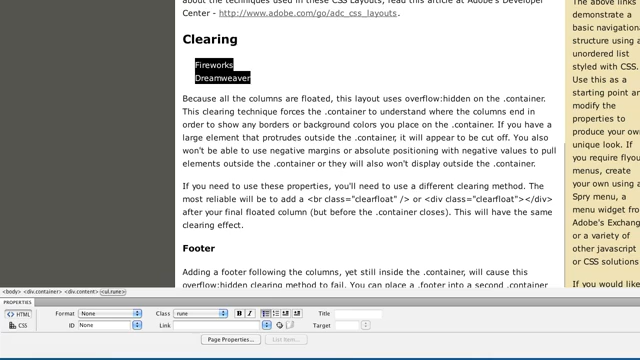 about the techniques used in these CSS Layouts, read this article at Adobe's Developer
Center - http://www.adobe.com/go/adc_css_layouts.
Clearing
Fireworks
Dreamweaver
Because all the columns are floated, this layout uses overflow:hidden on the .container.
This clearing technique forces the .container to understand where the columns end in
order to show any borders or background colors you place on the .container. If you have a
large element that protrudes outside the .container, it will appear to be cut off. You also
won't be able to use negative margins or absolute positioning with negative values to pull
elements outside the .container or they will also won't display outside the .container.
If you need to use these properties, you'll need to use a different clearing method. The
most reliable will be to add a <br class="clearfloat" /> or <div class="clearfloat"></div>
after your final floated column (but before the .container closes). This will have the same
clearing effect.
Footer
Adding a footer following the columns, yet still inside the .container, will cause this
overflow:hidden clearing method to fail. You can place a .footer into a second .container
The above links
demonstrate a
basic navigation
structure using a
unordered list
styled with CSS.
Use this as a
starting point an
modify the
properties to
produce your own
unique look. If
you require flyou
menus, create
your own using a
Spry menu, a
menu widget from
Adobe's Exchang
or a variety of
other javascript
or CSS solutions
If you would like
<body> <div.container> <div.content> <ul.rune>
PROPERTIES
HTML
CSS
Format None
ID None
Class rune
Link
B I
Title
Target
Page Properties...
List Item...